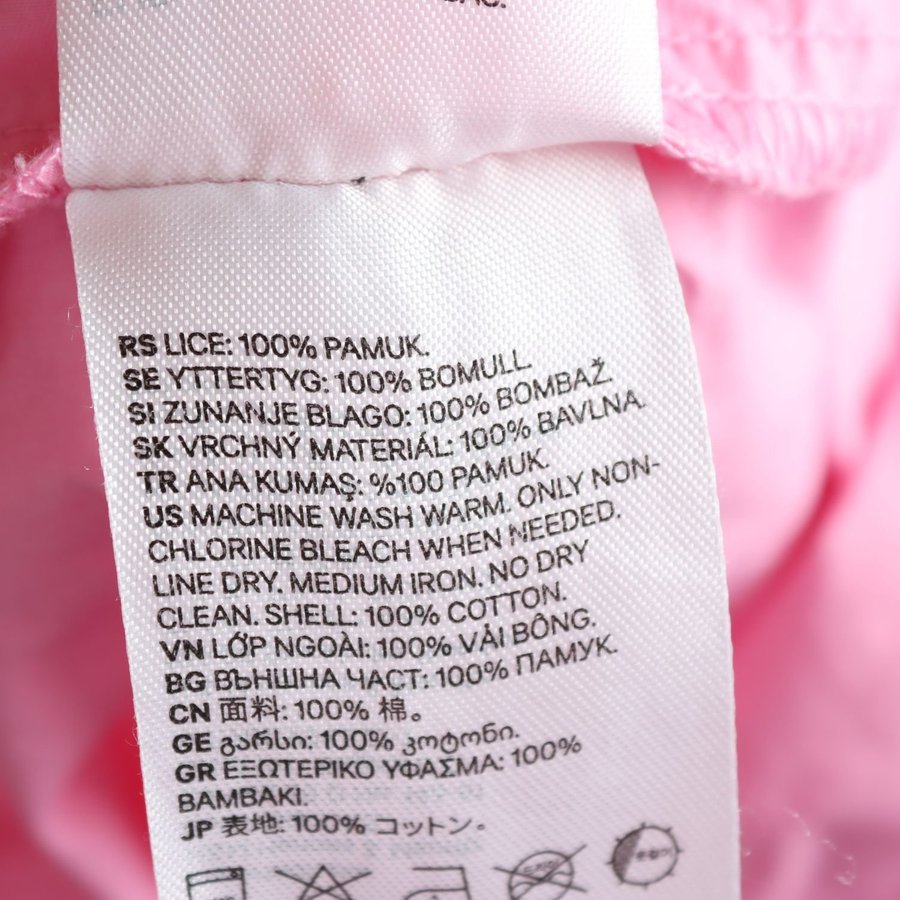 RS LICE: 100% PAMUK.
SE YTTERTYG: 100% BOMULL
SI ZUNANJE BLAGO: 100% BOMBAŽ
SK VRCHNÝ MATERIÁL: 100% BAVLNA.
TR ANA KUMAŞ: %100 PAMUK.
US MACHINE WASH WARM. ONLY NON-
CHLORINE BLEACH WHEN NEEDED.
LINE DRY. MEDIUM IRON. NO DRY
CLEAN. SHELL: 100% COTTON.
VN LỚP NGOÀI: 100% VẢI BÔNG.
BG ВЪНШНА ЧАСТ: 100% ПАМУК.
CN 面料: 100% 棉。
GE გარსი: 100% კოტონი.
GR ΕΞΩΤΕΡΙΚΟ ΥΦΑΣΜΑ: 100%
ΒΑΜΒΑΚΙ.
JP 表地: 100% コットン。